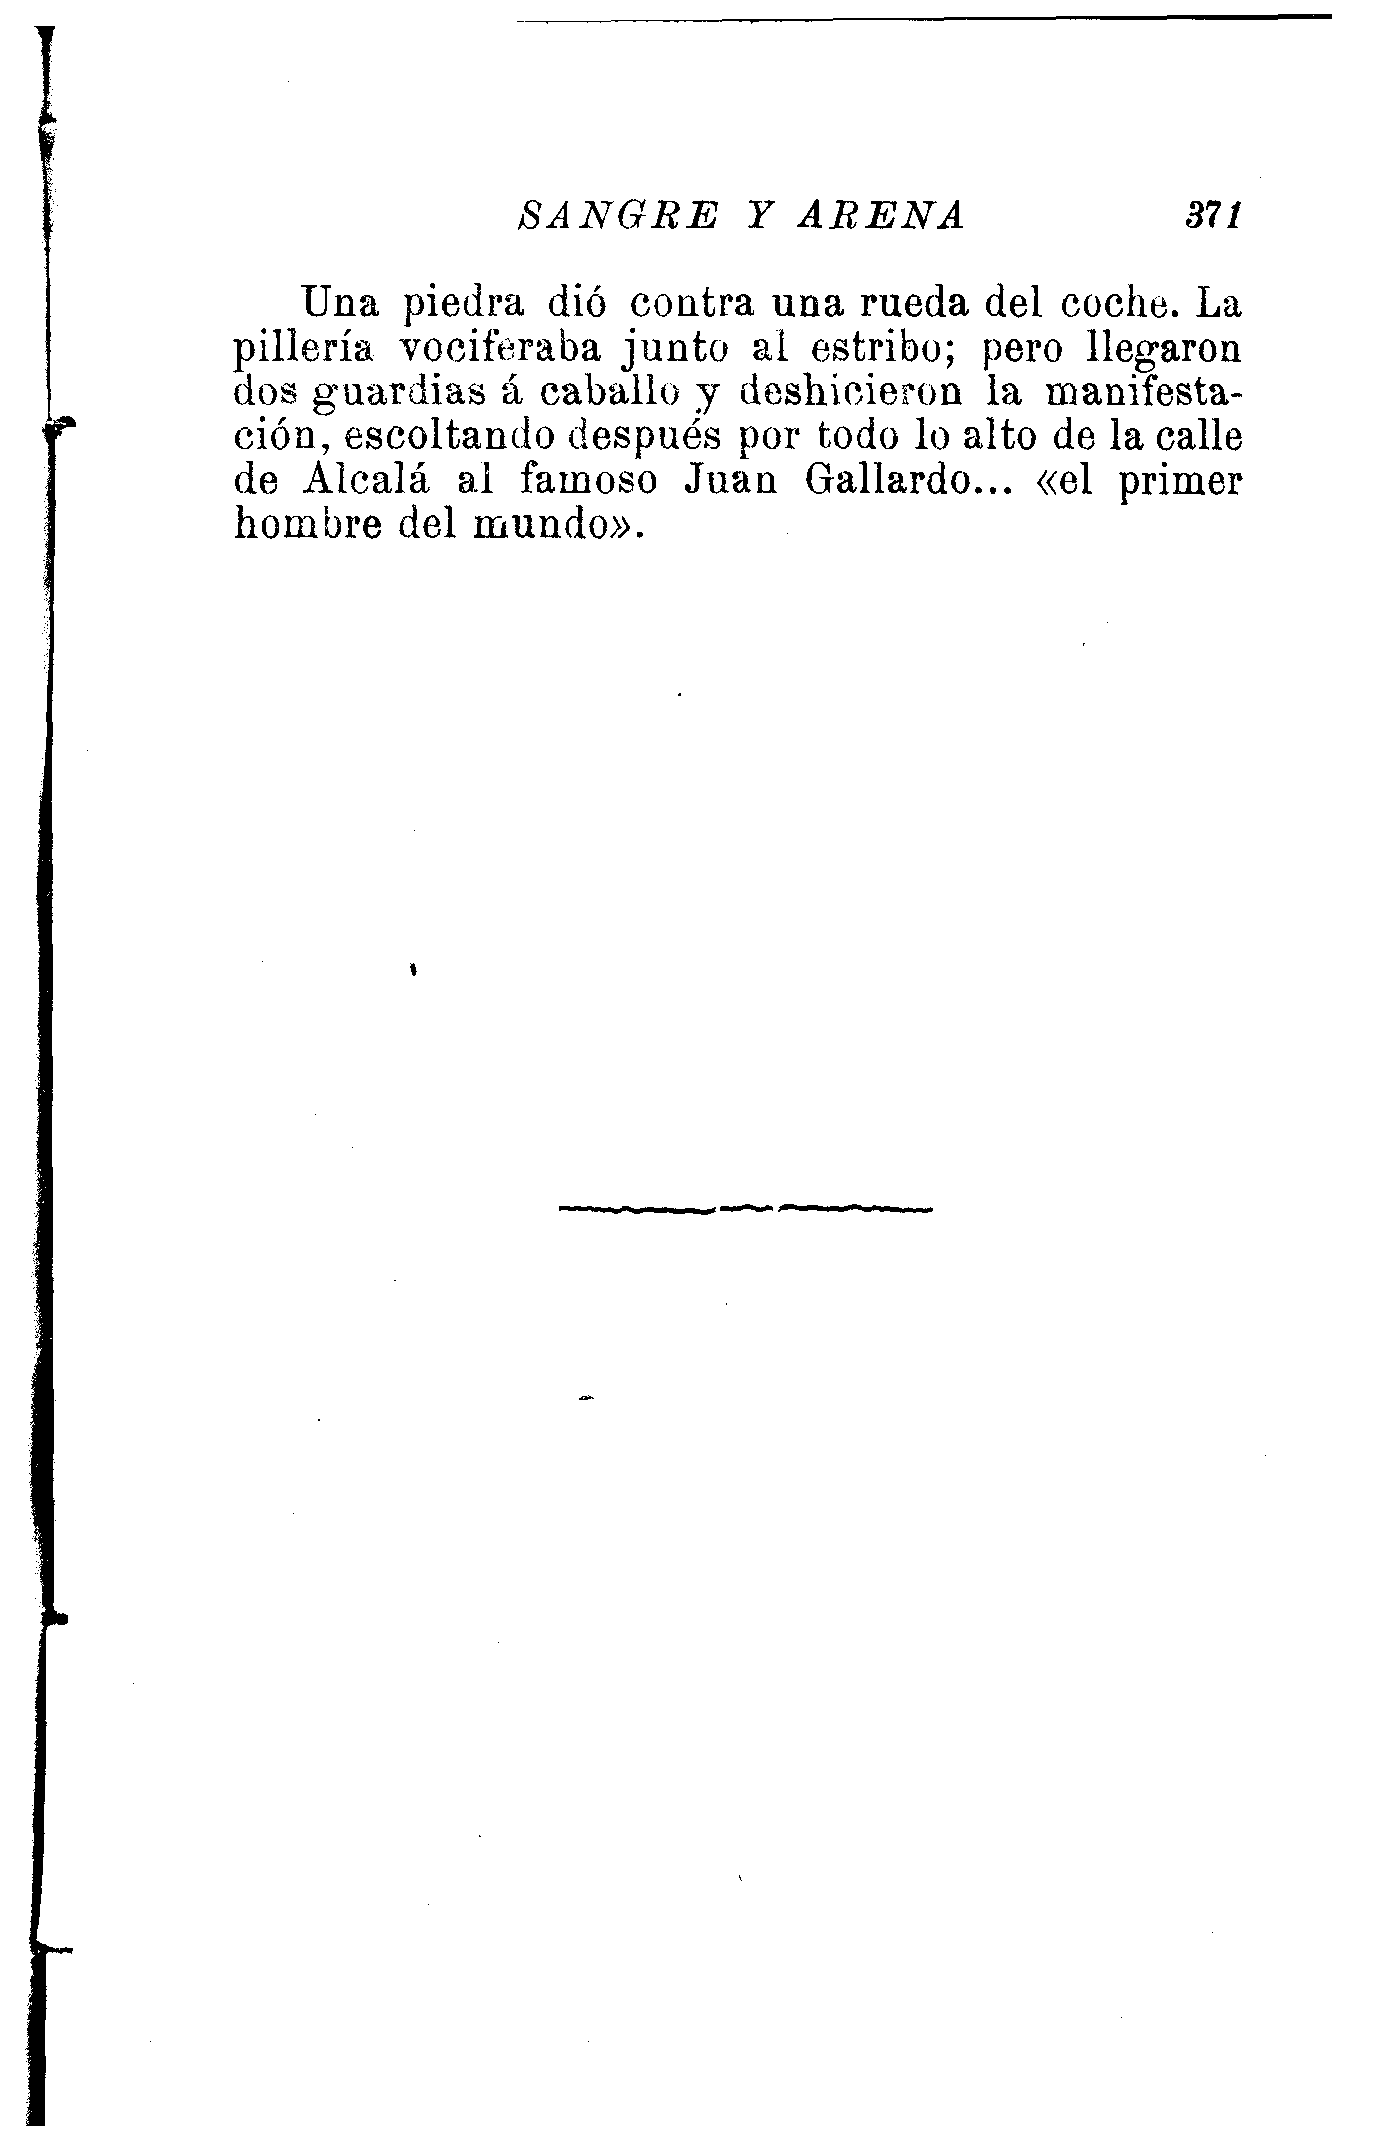 SANGRE Y ARENA 371
Una piedra dió contra una rueda del coche. La
pillería vociferaba junto al estribo; pero llegaron
dos guardias á caballo y deshicieron la manifesta-
ción, escoltando después por todo lo alto de la calle
de Alcalá al famoso Juan Gallardo... «el primer
hombre del mundo».